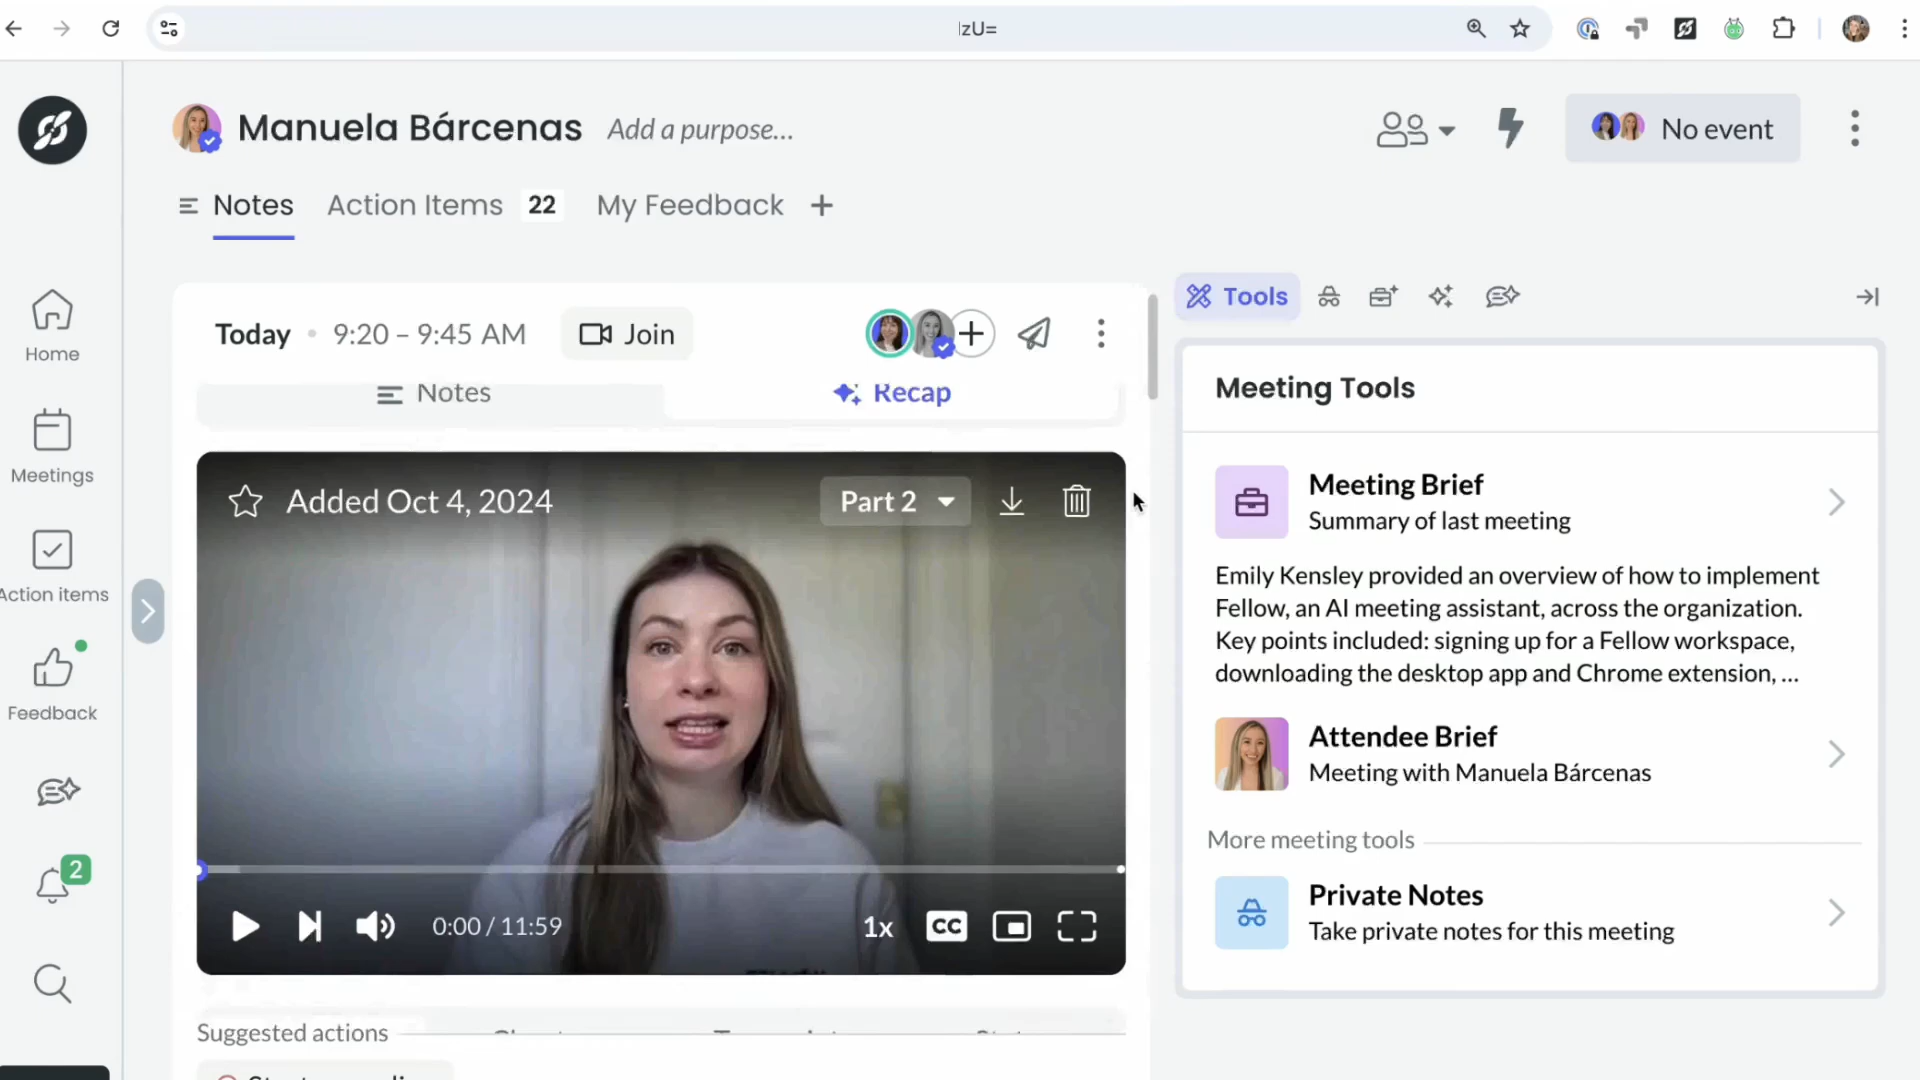 zU=
Manuela Bárcenas
Add a purpose...
No event
Notes
Action Items 22
My Feedback
Today • 9:20 – 9:45 AM
Join
Tools
Notes
Recap
Home
Meetings
Action items
Feedback
2
Added Oct 4, 2024
Part 2
0:00 / 11:59
1x
CC
Suggested actions
Meeting Tools
Meeting Brief
Summary of last meeting
Emily Kensley provided an overview of how to implement
Fellow, an AI meeting assistant, across the organization.
Key points included: signing up for a Fellow workspace,
downloading the desktop app and Chrome extension, ...
Attendee Brief
Meeting with Manuela Bárcenas
More meeting tools
Private Notes
Take private notes for this meeting